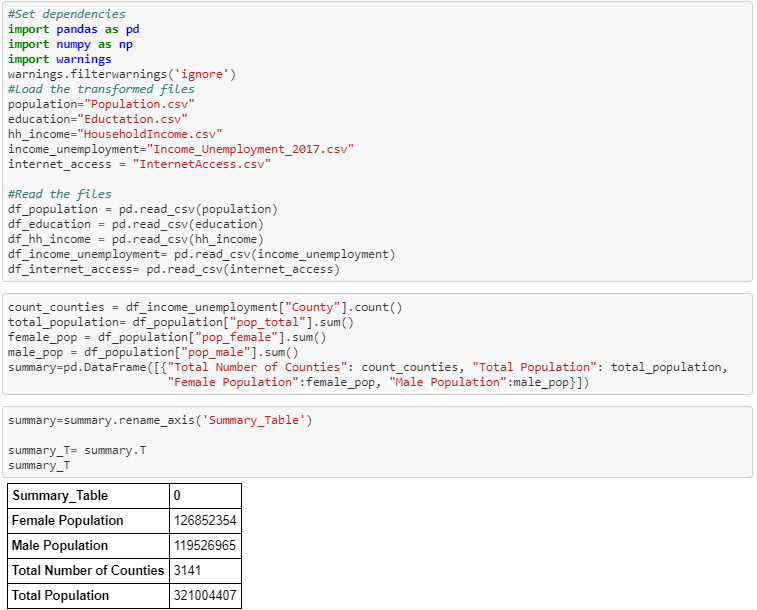 #Set dependencies
import pandas as pd
import numpy as np
import warnings
warnings.filterwarnings('ignore')
#Load the transformed files
population="Population.csv"
education="Eductation.csv"
hh_income="HouseholdIncome.csv"
income_unemployment="Income_Unemployment_2017.csv"
internet_access = "InternetAccess.csv"
#Read the files
df_population = pd.read_csv(population)
df_education = pd.read_csv(education)
df_hh_income = pd.read_csv(hh_income)
df_income_unemployment= pd.read_csv(income_unemployment)
df_internet_access= pd.read_csv(internet_access)
count_counties = df_income_unemployment["County"].count()
total_population= df_population["pop_total"].sum()
female_pop = df_population["pop_female"].sum()
male_pop = df_population["pop_male"].sum()
summary=pd.DataFrame([{"Total Number of Counties": count_counties, "Total Population": total_population,
"Female Population":female_pop, "Male Population":male_pop}])
summary=summary.rename_axis('Summary_Table')
summary_T= summary.T
summary_T
Summary_Table 0
Female Population 126852354
Male Population 119526965
Total Number of Counties 3141
Total Population 321004407